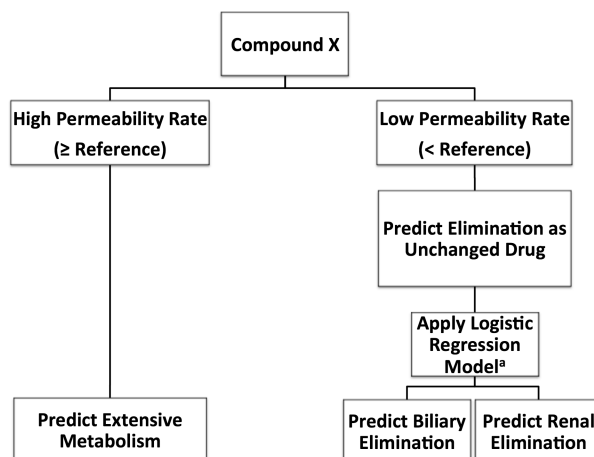 Compound X
High Permeability Rate
(≥ Reference)
Low Permeability Rate
(< Reference)
Predict Elimination as
Unchanged Drug
Apply Logistic
Regression
Modelᵃ
Predict Extensive
Metabolism
Predict Biliary
Elimination
Predict Renal
Elimination